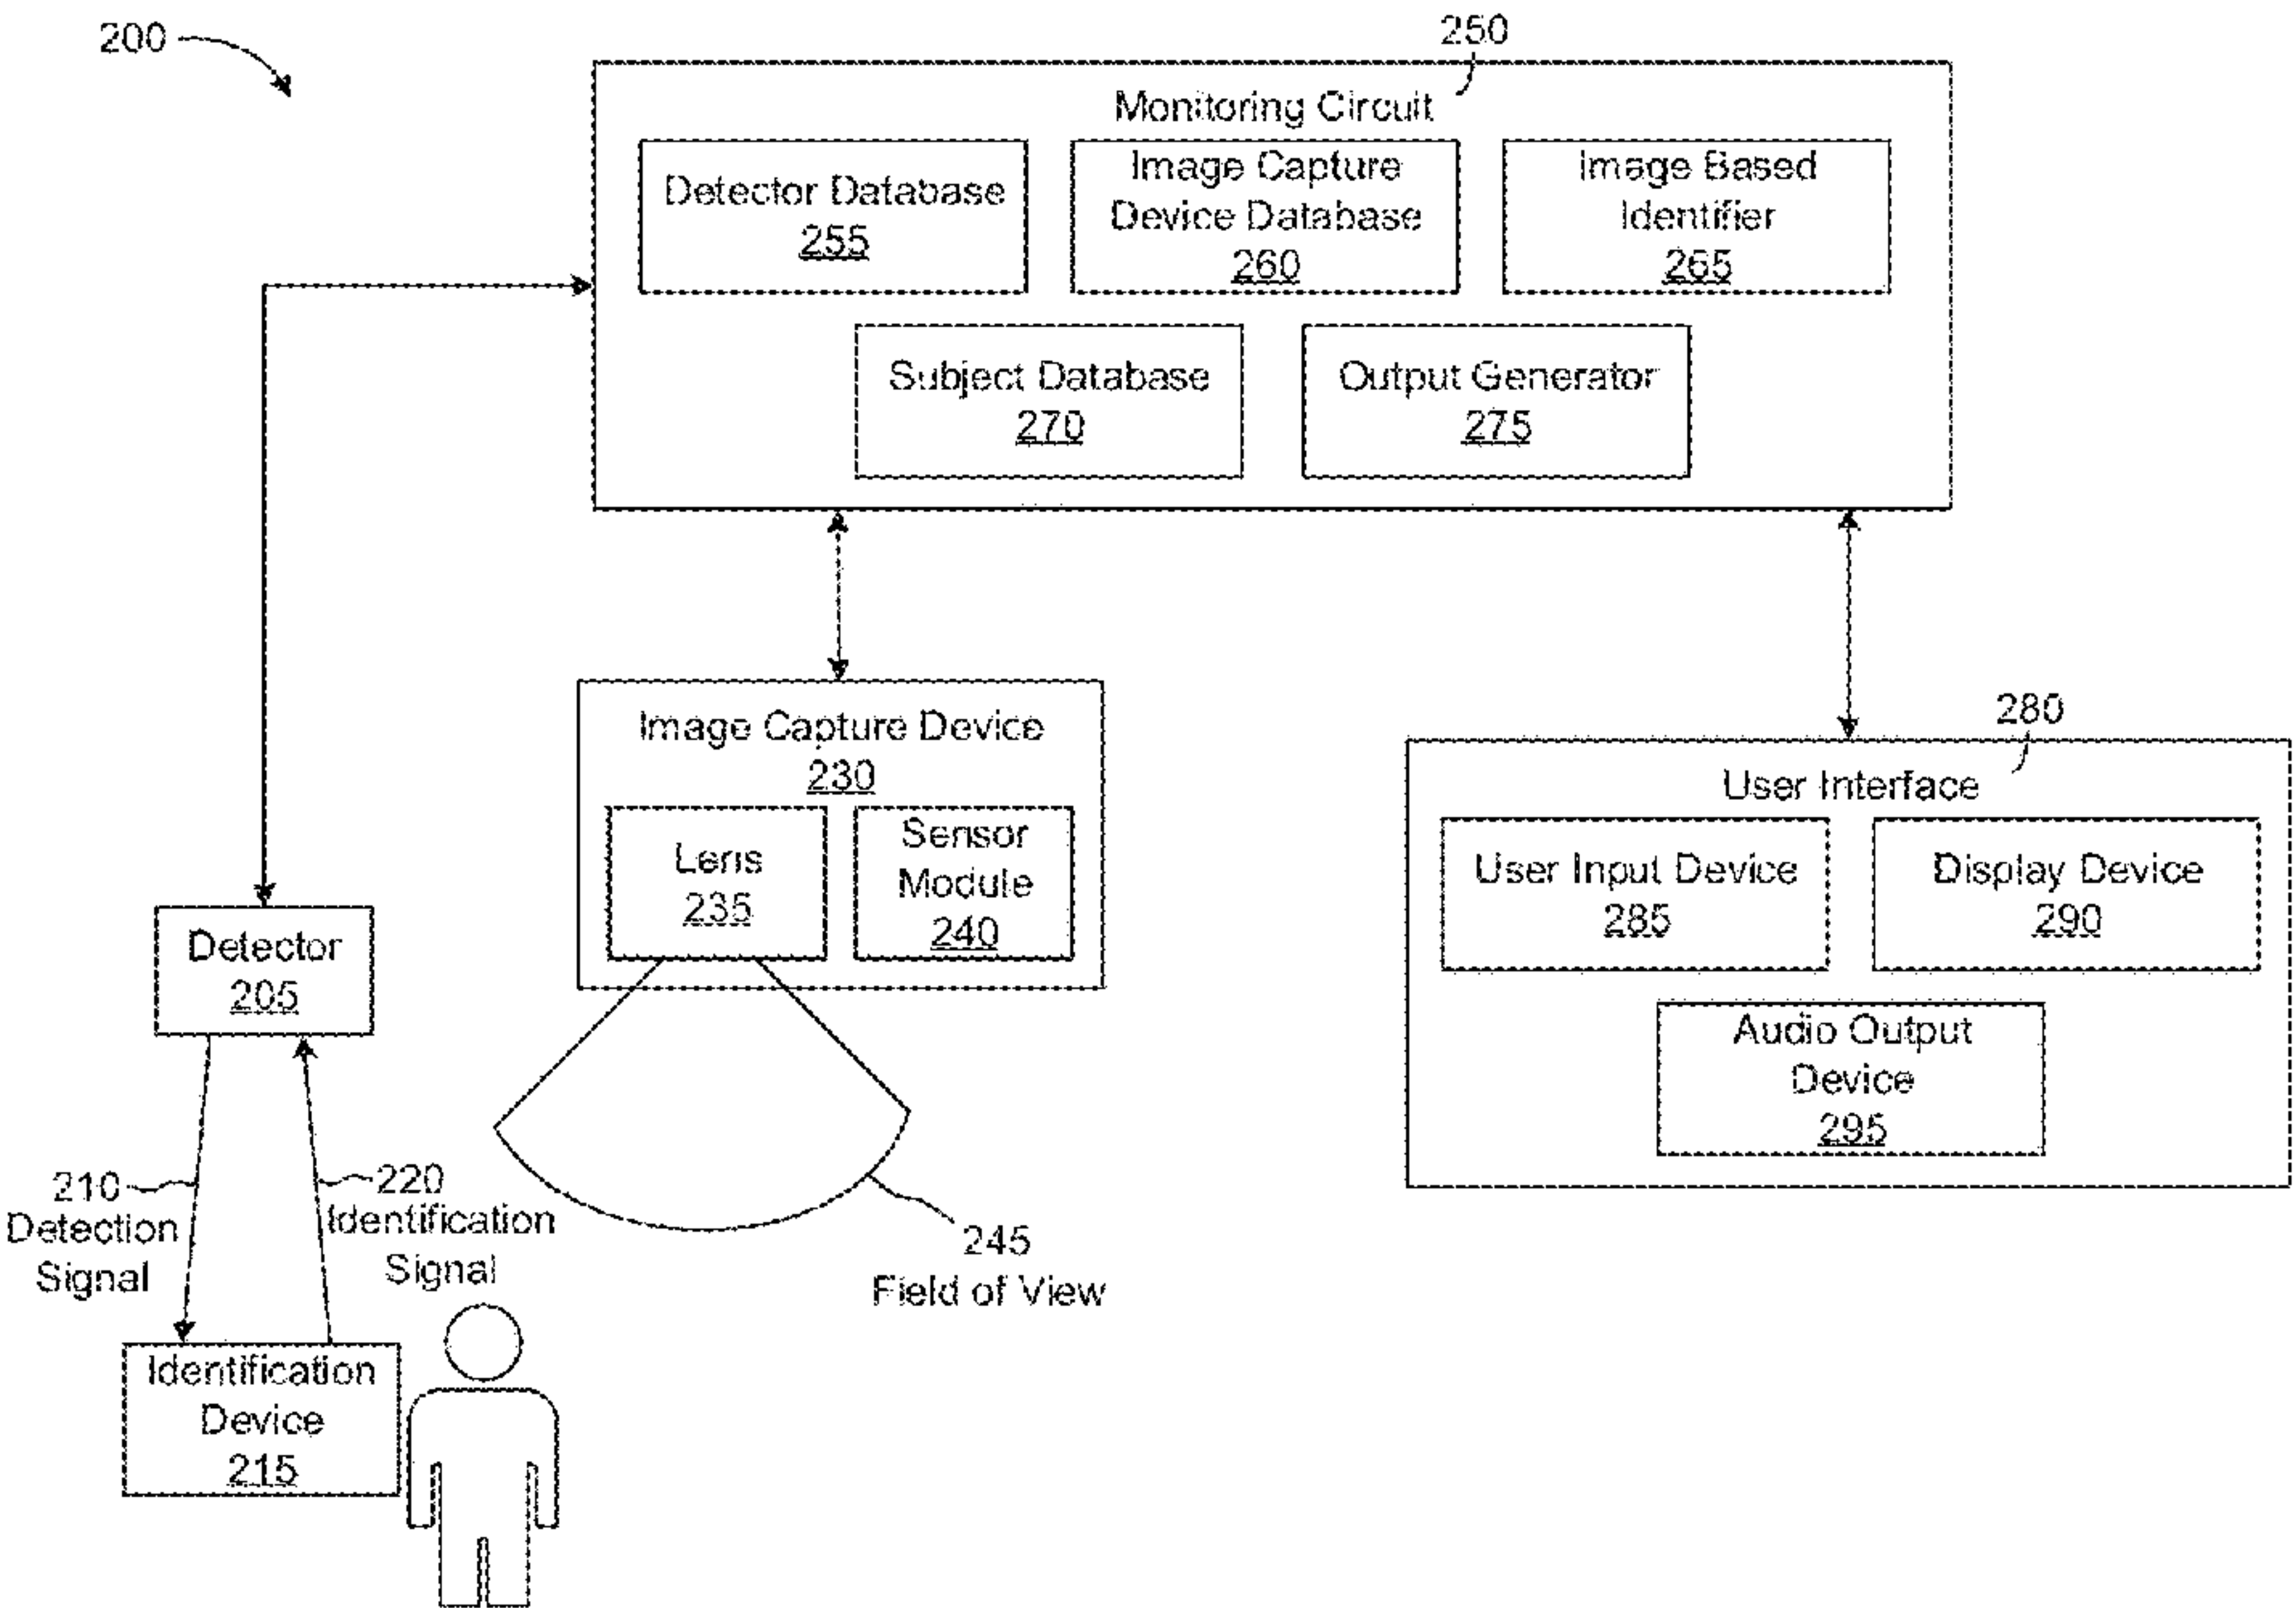 200
250
Monitoring Circuit
Detector Database
255
Image Capture
Device Database
260
Image Based
Identifier
265
Subject Database
270
Output Generator
275
Image Capture Device
230
Lens
235
Sensor
Module
240
280
User Interface
User Input Device
285
Display Device
290
Audio Output
Device
295
Detector
205
210
Detection
Signal
220
Identification
Signal
245
Field of View
Identification
Device
215